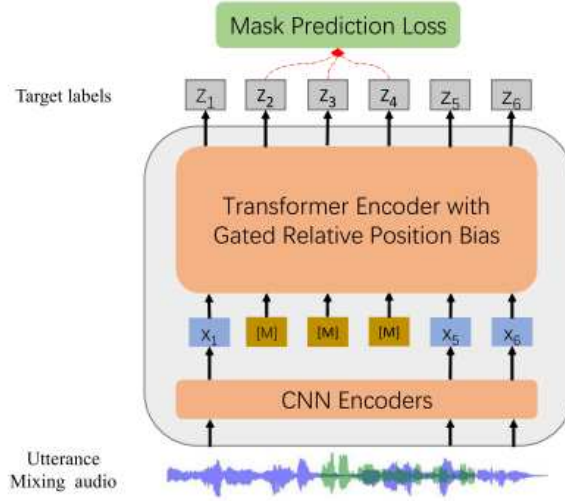 Mask Prediction Loss
Target labels
Z1 Z2 Z3 Z4 Z5 Z6
Transformer Encoder with
Gated Relative Position Bias
X1 [M] [M] [M] X5 X6
CNN Encoders
Utterance
Mixing audio